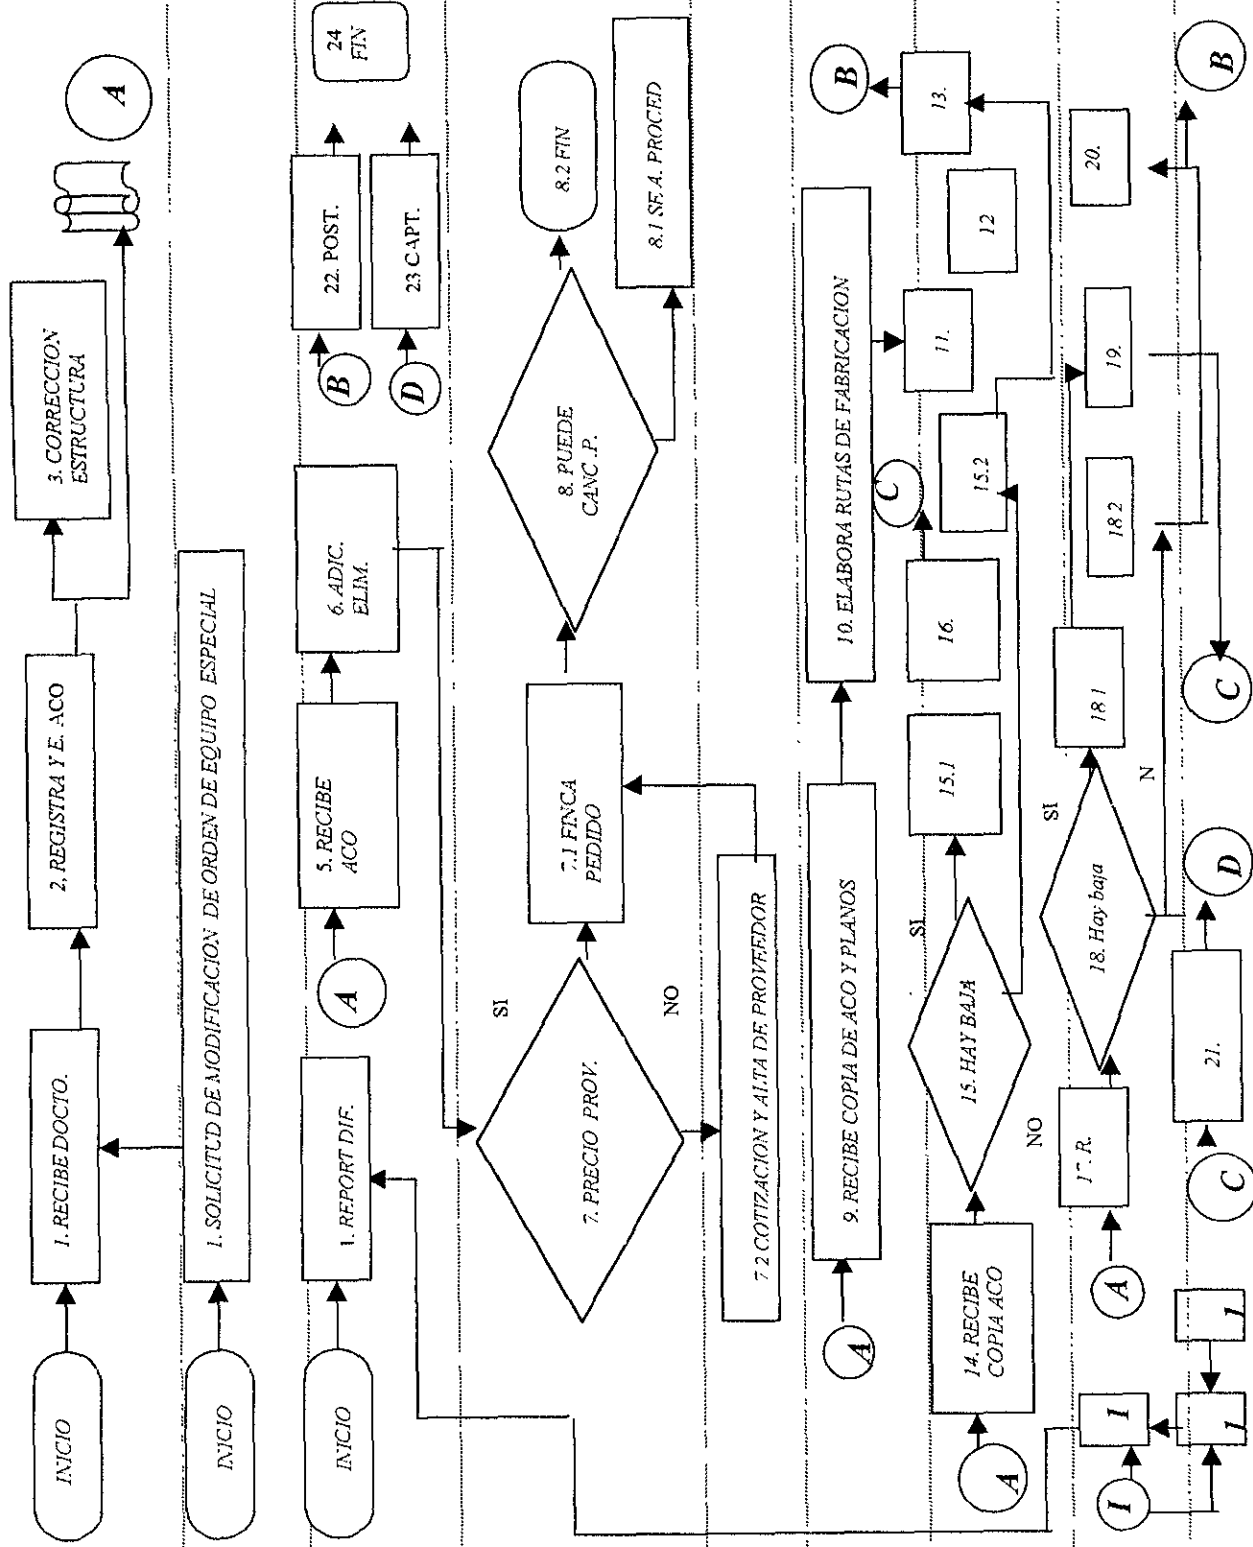 INICIO
1. RECIBE DOCTO.
2. REGISTRA Y E. ACO
3. CORRECCION
ESTRUCTURA
A
INICIO
1. SOLICITUD DE MODIFICACION DE ORDEN DE EQUIPO ESPECIAL
INICIO
1. REPORT DIF.
A
5. RECIBE
ACO
6. ADIC.
ELIM.
B
22. POST.
D
23 CAPT.
24
FIN
7. PRECIO PROV.
SI
NO
7.1 FINCA
PEDIDO
8. PUEDE
CANC .P.
8.2 FIN
8.1 SE A. PROCED
7 2 COTIZACION Y ALTA DE PROVEEDOR
A
9. RECIBE COPIA DE ACO Y PLANOS
10. ELABORA RUTAS DE FABRICACION
B
A
14. RECIBE
COPIA ACO
15. HAY BAJA
SI
NO
15.1
16.
C
15.2
11.
12
13.
I
1
A
R.
18. Hay baja
SI
N
18 1
18 2
19.
20.
1
1
C
21.
D
C
B